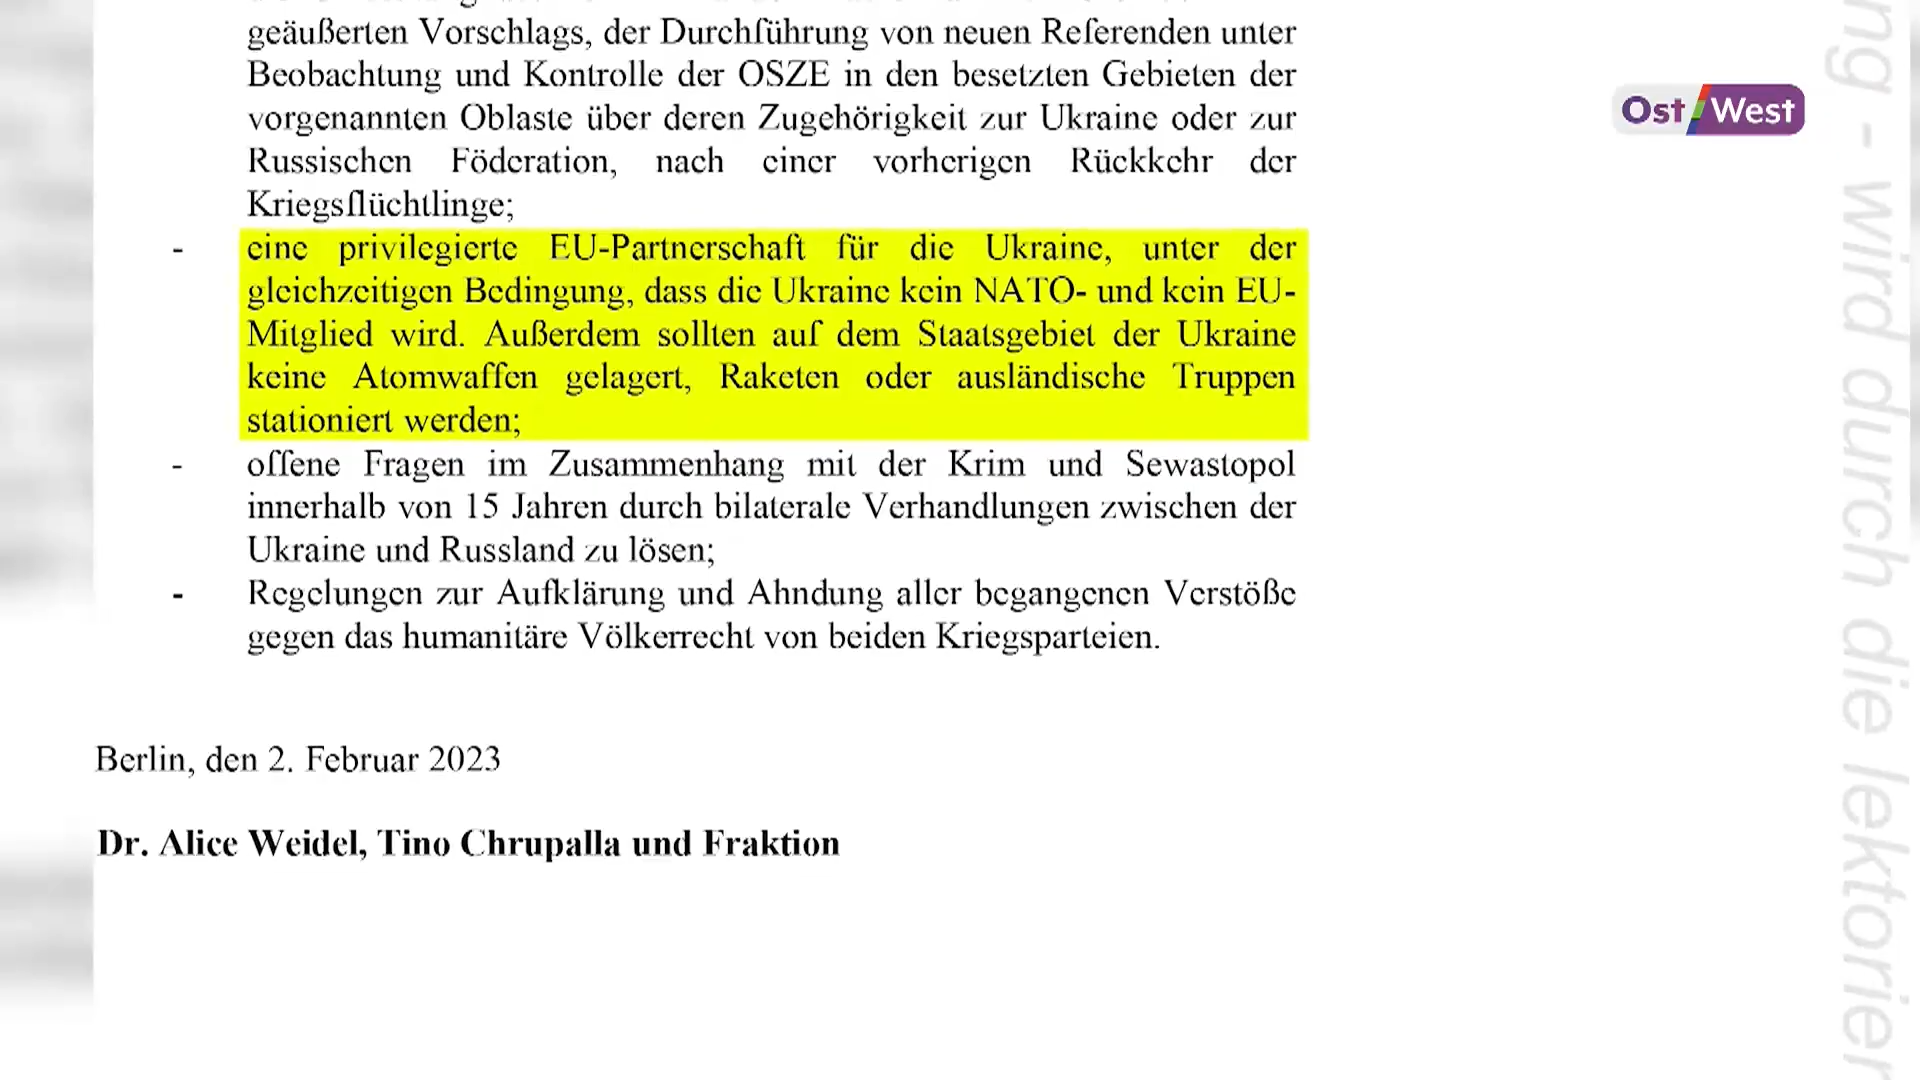 geäußerten Vorschlags, der Durchführung von neuen Referenden unter
Beobachtung und Kontrolle der OSZE in den besetzten Gebieten der
vorgenannten Oblaste über deren Zugehörigkeit zur Ukraine oder zur
Russischen Föderation, nach einer vorherigen Rückkehr der
Kriegsflüchtlinge;
- eine privilegierte EU-Partnerschaft für die Ukraine, unter der
gleichzeitigen Bedingung, dass die Ukraine kein NATO- und kein EU-
Mitglied wird. Außerdem sollten auf dem Staatsgebiet der Ukraine
keine Atomwaffen gelagert, Raketen oder ausländische Truppen
stationiert werden;
- offene Fragen im Zusammenhang mit der Krim und Sewastopol
innerhalb von 15 Jahren durch bilaterale Verhandlungen zwischen der
Ukraine und Russland zu lösen;
- Regelungen zur Aufklärung und Ahndung aller begangenen Verstöße
gegen das humanitäre Völkerrecht von beiden Kriegsparteien.
Berlin, den 2. Februar 2023
Dr. Alice Weidel, Tino Chrupalla und Fraktion
Ost/West
ng - wird durch die lektorier